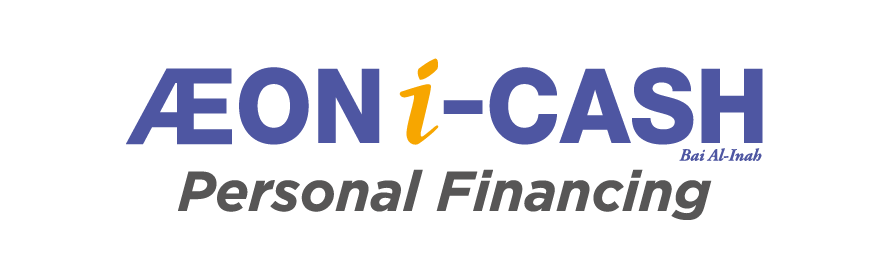 ÆON i-CASH
Bai Al-Inah
Personal Financing